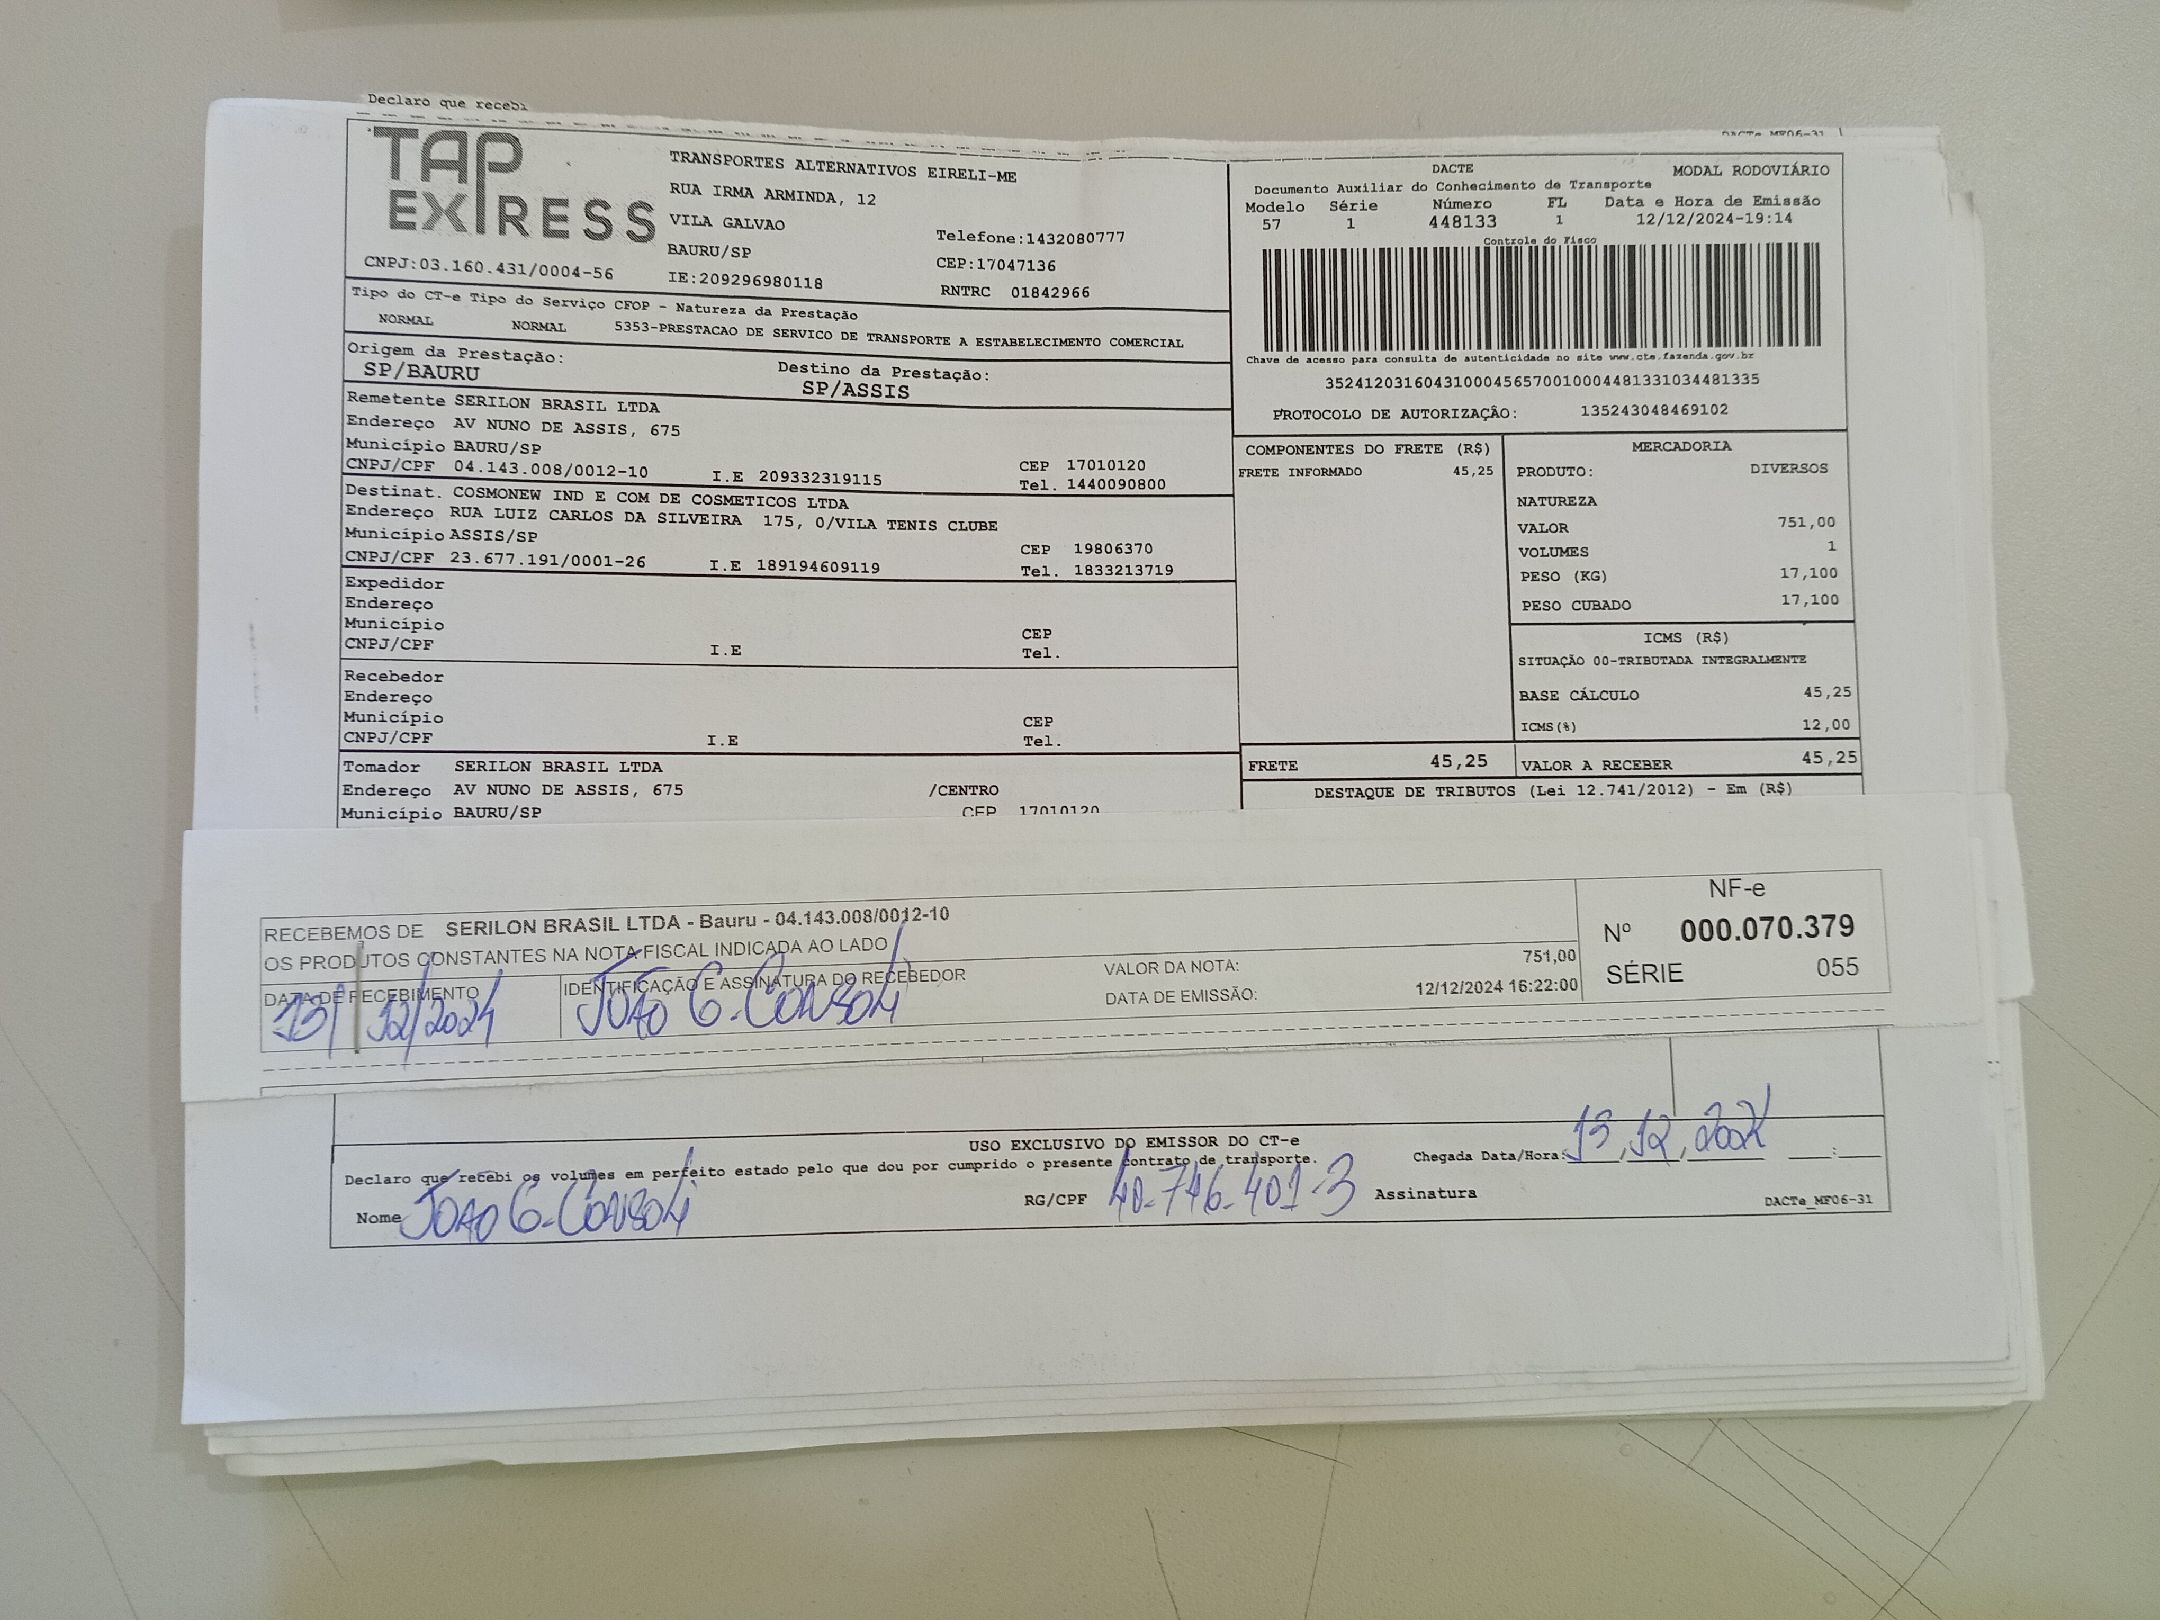 Declaro que recebi
DACTe_MF06-31
TAP EXPRESS
TRANSPORTES ALTERNATIVOS EIRELI-ME
RUA IRMA ARMINDA, 12
VILA GALVAO
Telefone:1432080777
BAURU/SP
CEP:17047136
CNPJ:03.160.431/0004-56
IE:209296980118
RNTRC 01842966
DACTE MODAL RODOVIÁRIO
Documento Auxiliar do Conhecimento de Transporte
Modelo Série Número FL Data e Hora de Emissão
57 1 448133 1 12/12/2024-19:14
Controle do Fisco
Chave de acesso para consulta de autenticidade no site www.cte.fazenda.gov.br
35241203160431000456570010004481331034481335
PROTOCOLO DE AUTORIZAÇÃO: 135243048469102
Tipo do CT-e Tipo do Serviço CFOP - Natureza da Prestação
NORMAL NORMAL 5353-PRESTACAO DE SERVICO DE TRANSPORTE A ESTABELECIMENTO COMERCIAL
Origem da Prestação: Destino da Prestação:
SP/BAURU SP/ASSIS
Remetente SERILON BRASIL LTDA
Endereço AV NUNO DE ASSIS, 675
Município BAURU/SP CEP 17010120
CNPJ/CPF 04.143.008/0012-10 I.E 209332319115 Tel. 1440090800
Destinat. COSMONEW IND E COM DE COSMETICOS LTDA
Endereço RUA LUIZ CARLOS DA SILVEIRA 175, 0/VILA TENIS CLUBE
Município ASSIS/SP CEP 19806370
CNPJ/CPF 23.677.191/0001-26 I.E 189194609119 Tel. 1833213719
Expedidor
Endereço
Município CEP
CNPJ/CPF I.E Tel.
Recebedor
Endereço
Município CEP
CNPJ/CPF I.E Tel.
Tomador SERILON BRASIL LTDA
Endereço AV NUNO DE ASSIS, 675 /CENTRO
Município BAURU/SP CEP 17010120
COMPONENTES DO FRETE (R$)
FRETE INFORMADO 45,25
MERCADORIA
PRODUTO: DIVERSOS
NATUREZA
VALOR 751,00
VOLUMES 1
PESO (KG) 17,100
PESO CUBADO 17,100
ICMS (R$)
SITUAÇÃO 00-TRIBUTADA INTEGRALMENTE
BASE CÁLCULO 45,25
ICMS(%) 12,00
FRETE 45,25 VALOR A RECEBER 45,25
DESTAQUE DE TRIBUTOS (Lei 12.741/2012) - Em (R$)
RECEBEMOS DE SERILON BRASIL LTDA - Bauru - 04.143.008/0012-10
OS PRODUTOS CONSTANTES NA NOTA FISCAL INDICADA AO LADO
DATA DE RECEBIMENTO IDENTIFICAÇÃO E ASSINATURA DO RECEBEDOR
13/12/2024 JOÃO G. CONSOLI
VALOR DA NOTA: 751,00
DATA DE EMISSÃO: 12/12/2024 16:22:00
NF-e
Nº 000.070.379
SÉRIE 055
USO EXCLUSIVO DO EMISSOR DO CT-e
Declaro que recebi os volumes em perfeito estado pelo que dou por cumprido o presente contrato de transporte. Chegada Data/Hora: 13,12,2024 __:__
Nome JOÃO G. CONSOLI RG/CPF 40.746.401-3 Assinatura
DACTe_MF06-31